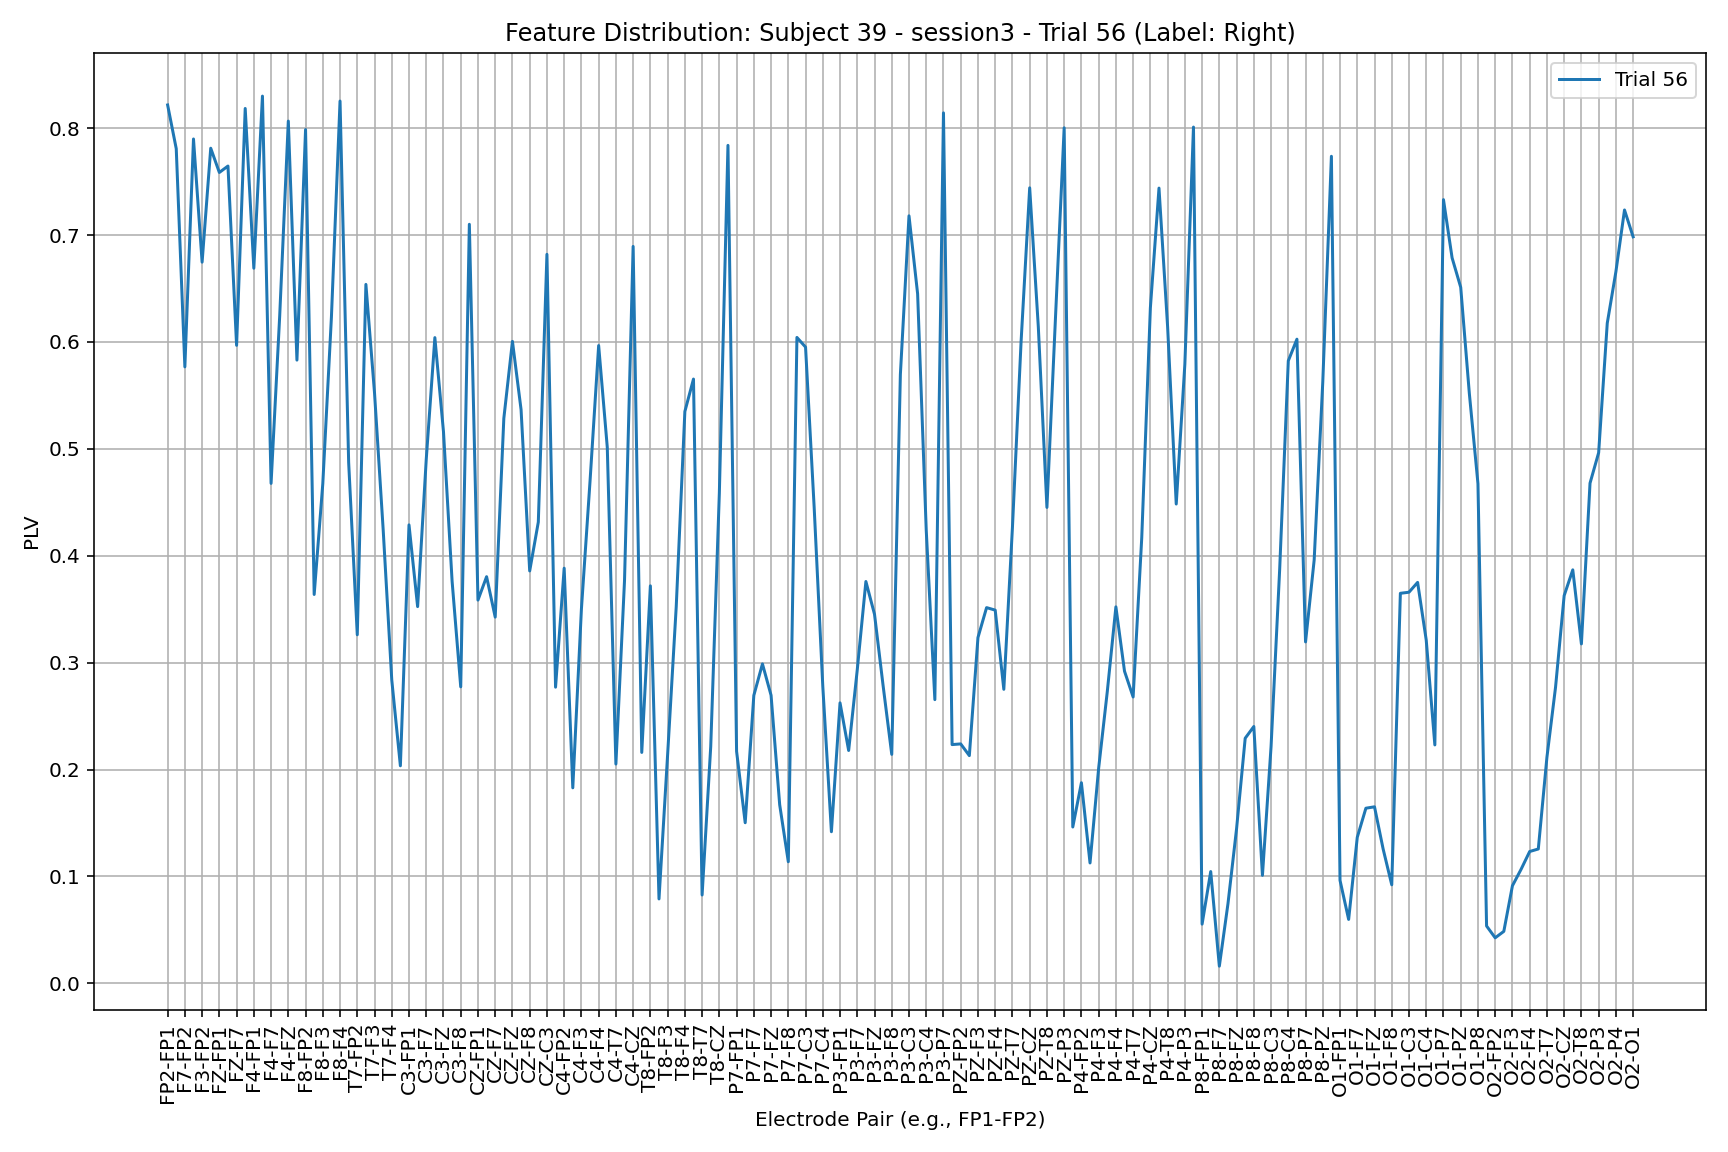 Feature Distribution: Subject 39 - session3 - Trial 56 (Label: Right)
Trial 56
PLV
0.8
0.7
0.6
0.5
0.4
0.3
0.2
0.1
0.0
FP2-FP1
F7-FP2
F3-FP2
FZ-FP1
FZ-F7
F4-FP1
F4-F7
F4-FZ
F8-FP2
F8-F3
F8-F4
T7-FP2
T7-F3
T7-F4
C3-FP1
C3-F7
C3-FZ
C3-F8
CZ-FP1
CZ-F7
CZ-FZ
CZ-F8
CZ-C3
C4-FP2
C4-F3
C4-F4
C4-T7
C4-CZ
T8-FP2
T8-F3
T8-F4
T8-T7
T8-CZ
P7-FP1
P7-F7
P7-FZ
P7-F8
P7-C3
P7-C4
P3-FP1
P3-F7
P3-FZ
P3-F8
P3-C3
P3-C4
P3-P7
PZ-FP2
PZ-F3
PZ-F4
PZ-T7
PZ-CZ
PZ-T8
PZ-P3
P4-FP2
P4-F3
P4-F4
P4-T7
P4-CZ
P4-T8
P4-P3
P8-FP1
P8-F7
P8-FZ
P8-F8
P8-C3
P8-C4
P8-P7
P8-PZ
O1-FP1
O1-F7
O1-FZ
O1-F8
O1-C3
O1-C4
O1-P7
O1-PZ
O1-P8
O2-FP2
O2-F3
O2-F4
O2-T7
O2-CZ
O2-T8
O2-P3
O2-P4
O2-O1
Electrode Pair (e.g., FP1-FP2)